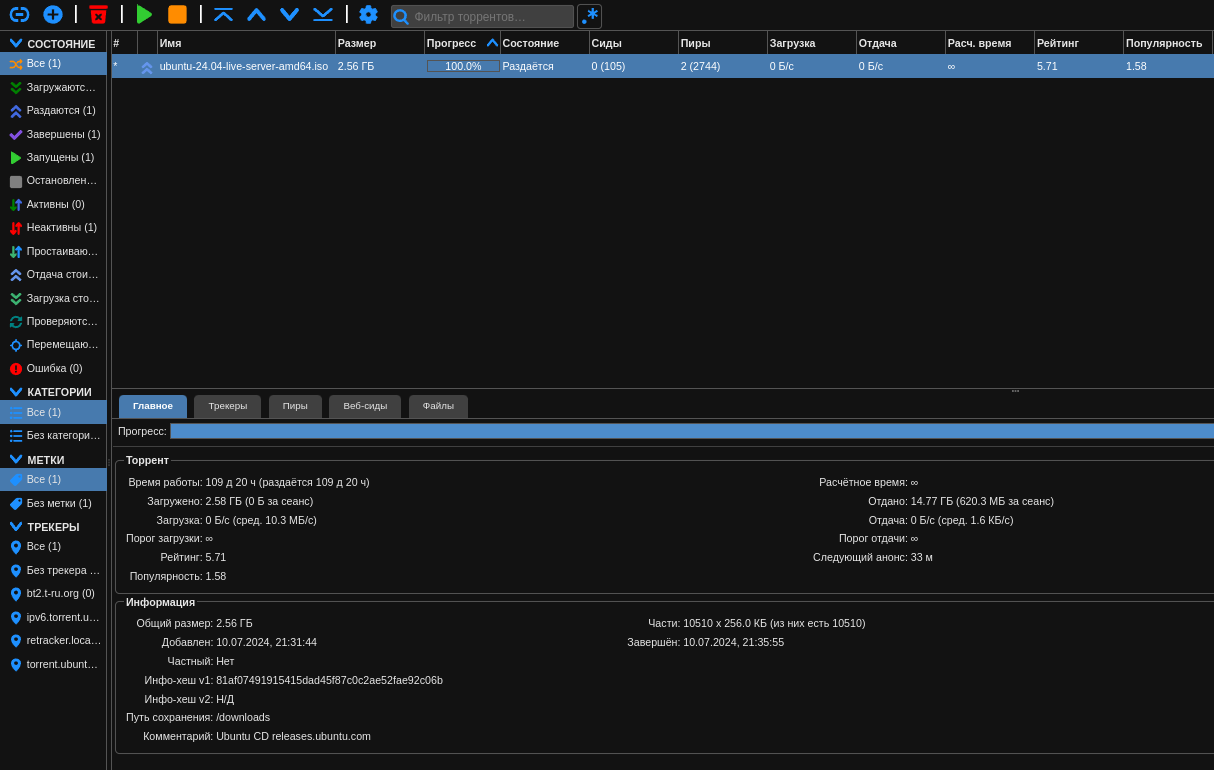 Фильтр торрентов…
СОСТОЯНИЕ
Все (1)
Загружаютс…
Раздаются (1)
Завершены (1)
Запущены (1)
Остановлен…
Активны (0)
Неактивны (1)
Простаиваю…
Отдача стои…
Загрузка сто…
Проверяютс…
Перемещаю…
Ошибка (0)
КАТЕГОРИИ
Все (1)
Без категори…
МЕТКИ
Все (1)
Без метки (1)
ТРЕКЕРЫ
Все (1)
Без трекера …
bt2.t-ru.org (0)
ipv6.torrent.u…
retracker.loca…
torrent.ubunt…
# Имя Размер Прогресс Состояние Сиды Пиры Загрузка Отдача Расч. время Рейтинг Популярность
* ubuntu-24.04-live-server-amd64.iso 2.56 ГБ 100.0% Раздаётся 0 (105) 2 (2744) 0 Б/с 0 Б/с ∞ 5.71 1.58
Главное Трекеры Пиры Веб-сиды Файлы
Прогресс:
Торрент
Время работы: 109 д 20 ч (раздаётся 109 д 20 ч) Расчётное время: ∞
Загружено: 2.58 ГБ (0 Б за сеанс) Отдано: 14.77 ГБ (620.3 МБ за сеанс)
Загрузка: 0 Б/с (сред. 10.3 МБ/с) Отдача: 0 Б/с (сред. 1.6 КБ/с)
Порог загрузки: ∞ Порог отдачи: ∞
Рейтинг: 5.71 Следующий анонс: 33 м
Популярность: 1.58
Информация
Общий размер: 2.56 ГБ Части: 10510 x 256.0 КБ (из них есть 10510)
Добавлен: 10.07.2024, 21:31:44 Завершён: 10.07.2024, 21:35:55
Частный: Нет
Инфо-хеш v1: 81af07491915415dad45f87c0c2ae52fae92c06b
Инфо-хеш v2: Н/Д
Путь сохранения: /downloads
Комментарий: Ubuntu CD releases.ubuntu.com